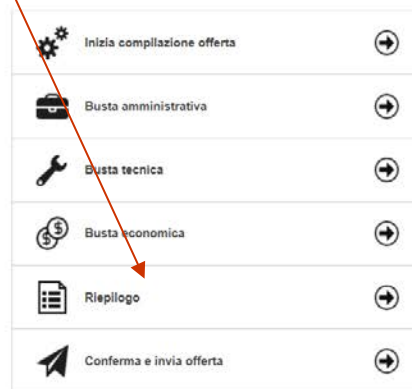 Inizia compilazione offerta
Busta amministrativa
Busta tecnica
Busta economica
Riepilogo
Conferma e invia offerta